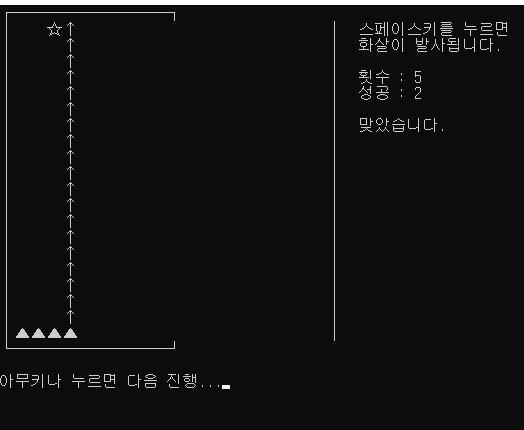 스페이스키를 누르면
화살이 발사됩니다.
횟수 : 5
성공 : 2
맞았습니다.
아무키나 누르면 다음 진행...